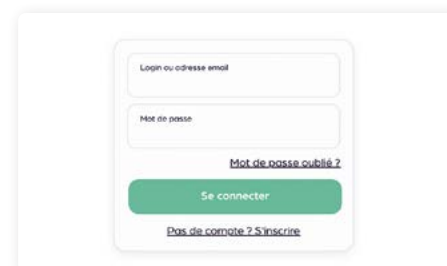 Login ou adresse email
Mot de passe
Mot de passe oublié ?
Se connecter
Pas de compte ? S'inscrire